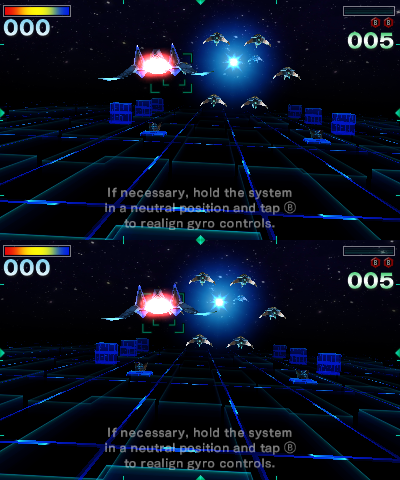 000
B B
005
If necessary, hold the system
in a neutral position and tap Ⓑ
to realign gyro controls.
000
B B
005
If necessary, hold the system
in a neutral position and tap Ⓑ
to realign gyro controls.